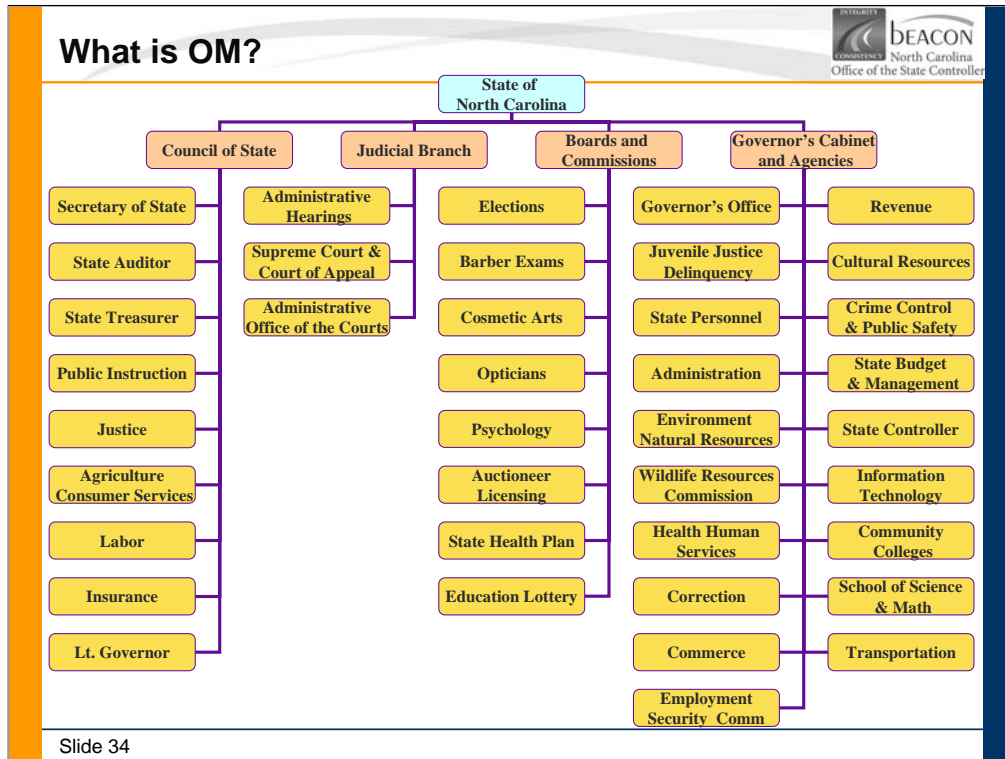 What is OM?
INTEGRITY
CONSISTENCY
bEACON
North Carolina
Office of the State Controller
State of
North Carolina
Council of State
Judicial Branch
Boards and
Commissions
Governor's Cabinet
and Agencies
Secretary of State
State Auditor
State Treasurer
Public Instruction
Justice
Agriculture
Consumer Services
Labor
Insurance
Lt. Governor
Administrative
Hearings
Supreme Court &
Court of Appeal
Administrative
Office of the Courts
Elections
Barber Exams
Cosmetic Arts
Opticians
Psychology
Auctioneer
Licensing
State Health Plan
Education Lottery
Governor's Office
Juvenile Justice
Delinquency
State Personnel
Administration
Environment
Natural Resources
Wildlife Resources
Commission
Health Human
Services
Correction
Commerce
Employment
Security Comm
Revenue
Cultural Resources
Crime Control
& Public Safety
State Budget
& Management
State Controller
Information
Technology
Community
Colleges
School of Science
& Math
Transportation
Slide 34